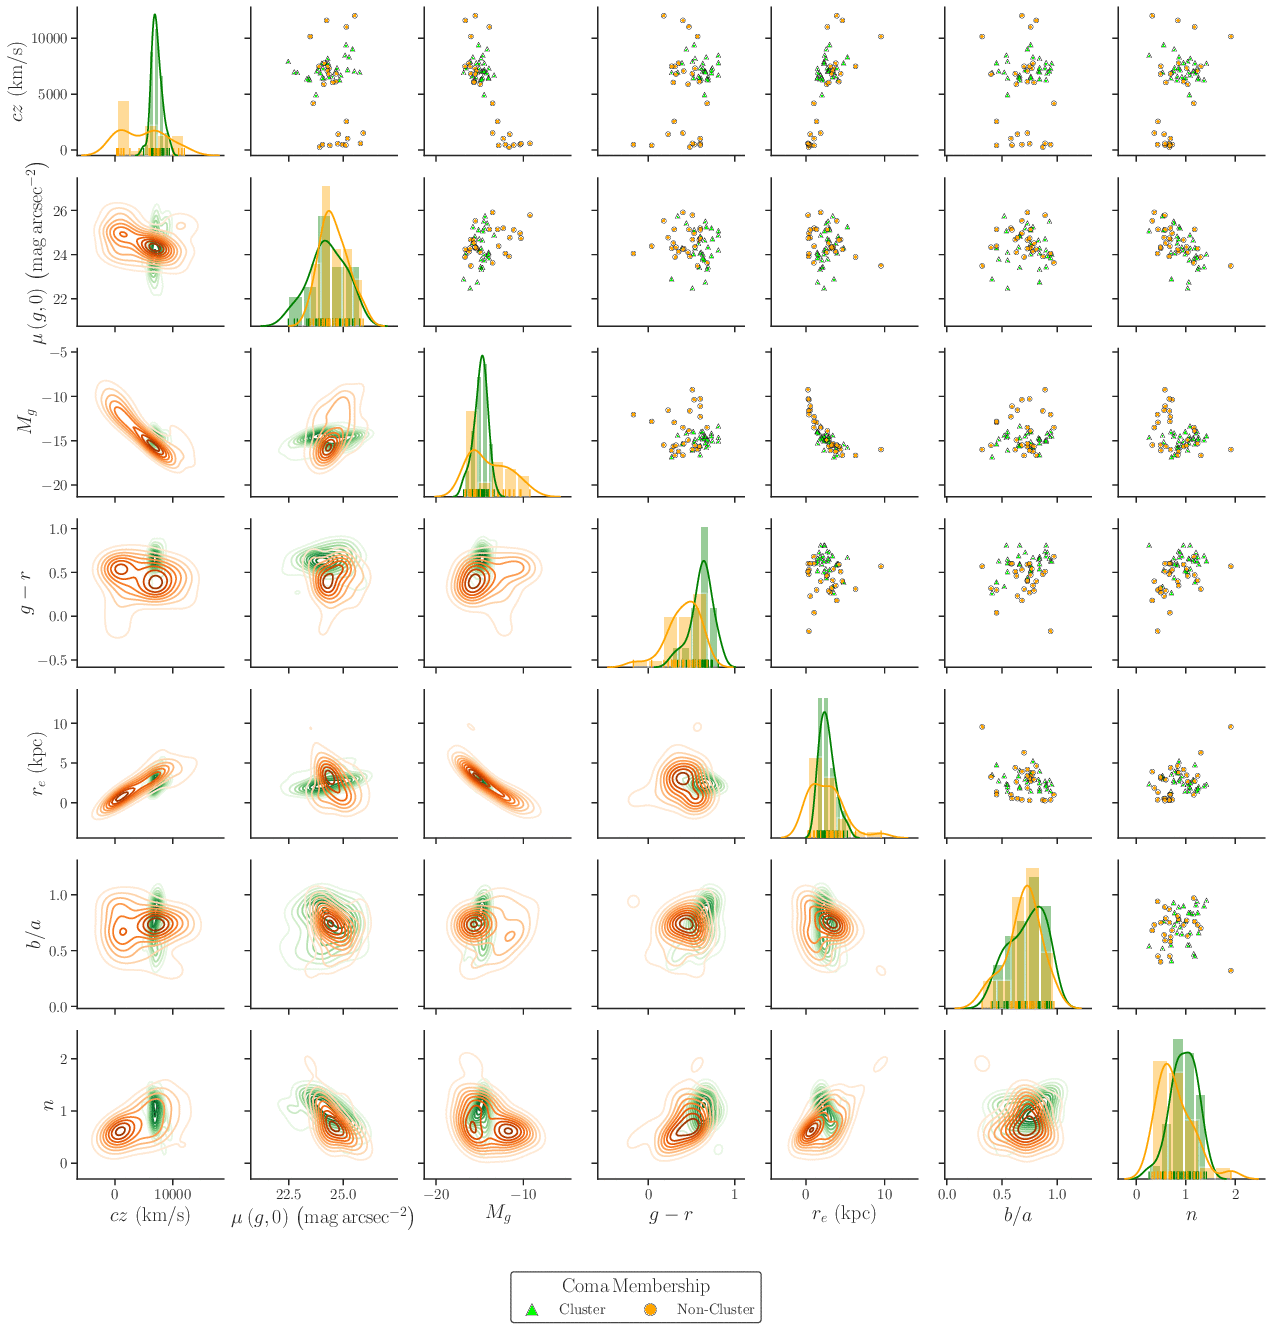 cz (km/s)
10000
5000
0
μ (g,0) (mag arcsec⁻²)
26
24
22
M_g
−5
−10
−15
−20
g − r
1.0
0.5
0.0
−0.5
r_e (kpc)
10
5
0
b/a
1.0
0.5
0.0
n
2
1
0
0 10000 22.5 25.0 −20 −10 0 1 0 10 0.0 0.5 1.0 0 1 2
cz (km/s) μ (g,0) (mag arcsec⁻²) M_g g − r r_e (kpc) b/a n
Coma Membership
Cluster Non-Cluster